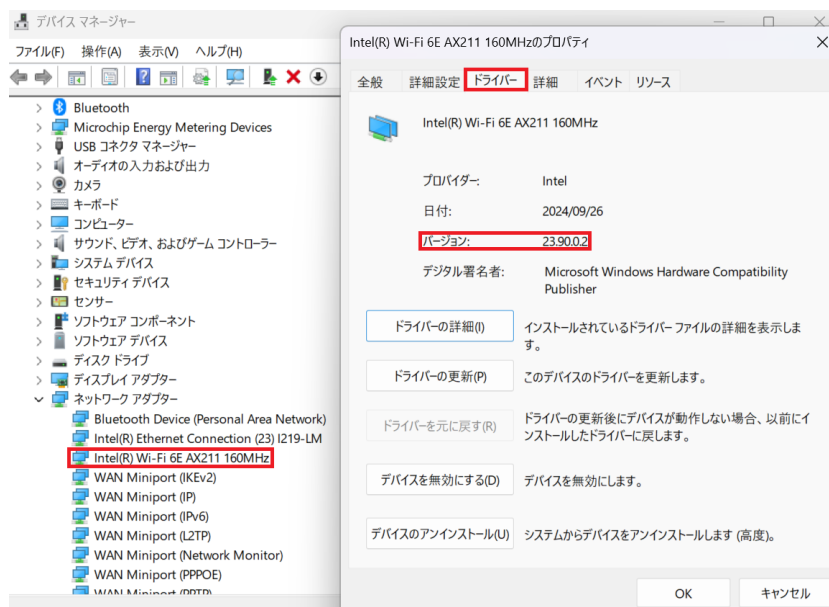 デバイス マネージャー
ファイル(F) 操作(A) 表示(V) ヘルプ(H)
Bluetooth
Microchip Energy Metering Devices
USB コネクタ マネージャー
オーディオの入力および出力
カメラ
キーボード
コンピューター
サウンド、ビデオ、およびゲーム コントローラー
システム デバイス
セキュリティ デバイス
センサー
ソフトウェア コンポーネント
ソフトウェア デバイス
ディスク ドライブ
ディスプレイ アダプター
ネットワーク アダプター
Bluetooth Device (Personal Area Network)
Intel(R) Ethernet Connection (23) I219-LM
Intel(R) Wi-Fi 6E AX211 160MHz
WAN Miniport (IKEv2)
WAN Miniport (IP)
WAN Miniport (IPv6)
WAN Miniport (L2TP)
WAN Miniport (Network Monitor)
WAN Miniport (PPPOE)
WAN Miniport (PPTP)
Intel(R) Wi-Fi 6E AX211 160MHzのプロパティ
全般 詳細設定 ドライバー 詳細 イベント リソース
Intel(R) Wi-Fi 6E AX211 160MHz
プロバイダー: Intel
日付: 2024/09/26
バージョン: 23.90.0.2
デジタル署名者: Microsoft Windows Hardware Compatibility
Publisher
ドライバーの詳細(I) インストールされているドライバー ファイルの詳細を表示しま
す。
ドライバーの更新(P) このデバイスのドライバーを更新します。
ドライバーを元に戻す(R) ドライバーの更新後にデバイスが動作しない場合、以前にイ
ンストールしたドライバーに戻します。
デバイスを無効にする(D) デバイスを無効にします。
デバイスのアンインストール(U) システムからデバイスをアンインストールします (高度)。
OK キャンセル